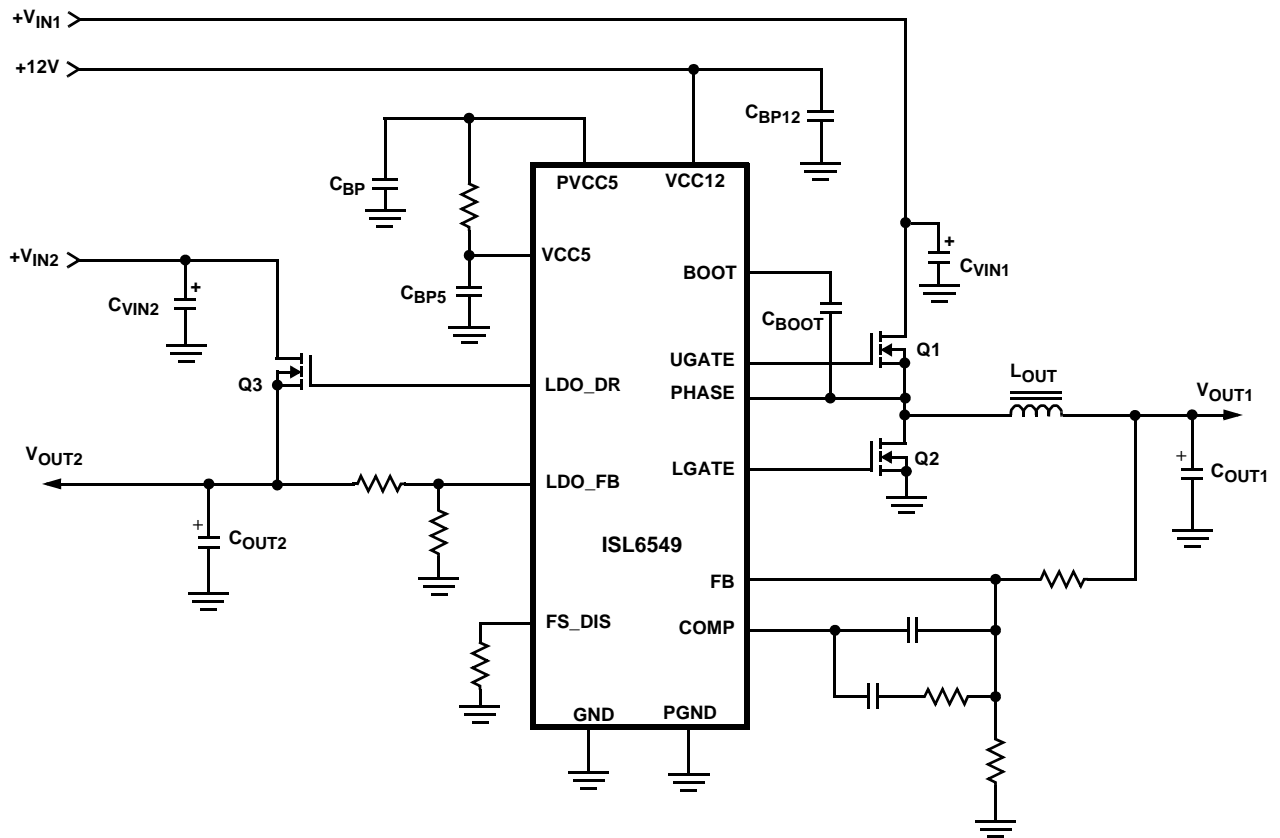 +VIN1
+12V
CBP12
CBP
PVCC5
VCC12
+VIN2
VCC5
+
CVIN1
BOOT
+
CVIN2
CBP5
CBOOT
UGATE
Q1
Q3
LDO_DR
PHASE
LOUT
VOUT1
VOUT2
LGATE
Q2
+
COUT1
LDO_FB
+
COUT2
ISL6549
FB
FS_DIS
COMP
GND
PGND